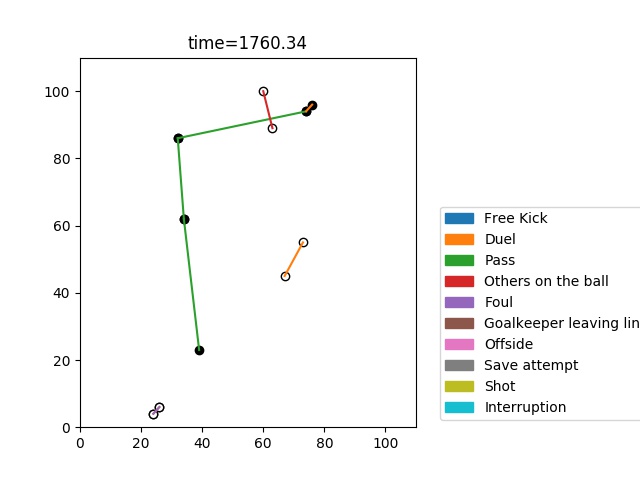 time=1760.34
100
80
60
40
20
0
0 20 40 60 80 100
Free Kick
Duel
Pass
Others on the ball
Foul
Goalkeeper leaving lin
Offside
Save attempt
Shot
Interruption